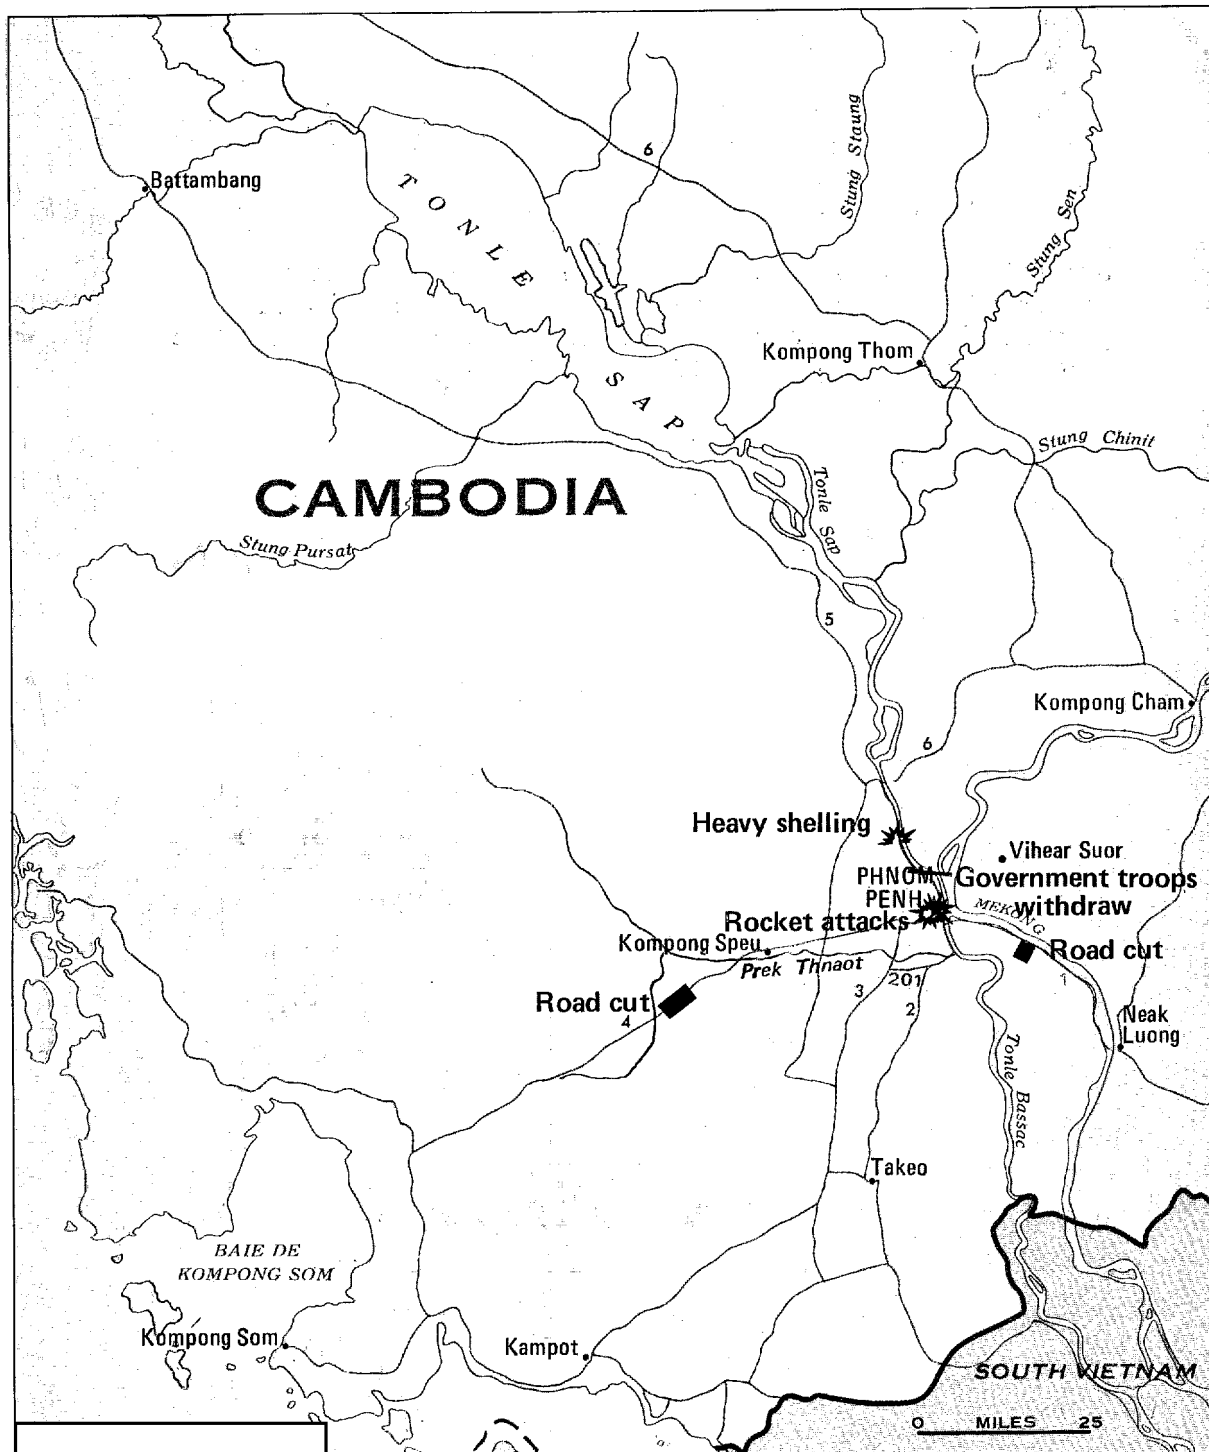 6
Stung Staung
Battambang
TONLE SAP
Stung Sen
Kompong Thom
Stung Chinit
CAMBODIA
Tonle Sap
Stung Pursat
5
Kompong Cham
6
Heavy shelling
Vihear Suor
PHNOM
PENH
Government troops
withdraw
MEKONG
Rocket attacks
Kompong Speu
Road cut
Prek Thnaot
201
3
2
1
Road cut
4
Neak
Luong
Tonle Bassac
Takeo
BAIE DE
KOMPONG SOM
Kompong Som
Kampot
SOUTH VIETNAM
0 MILES 25